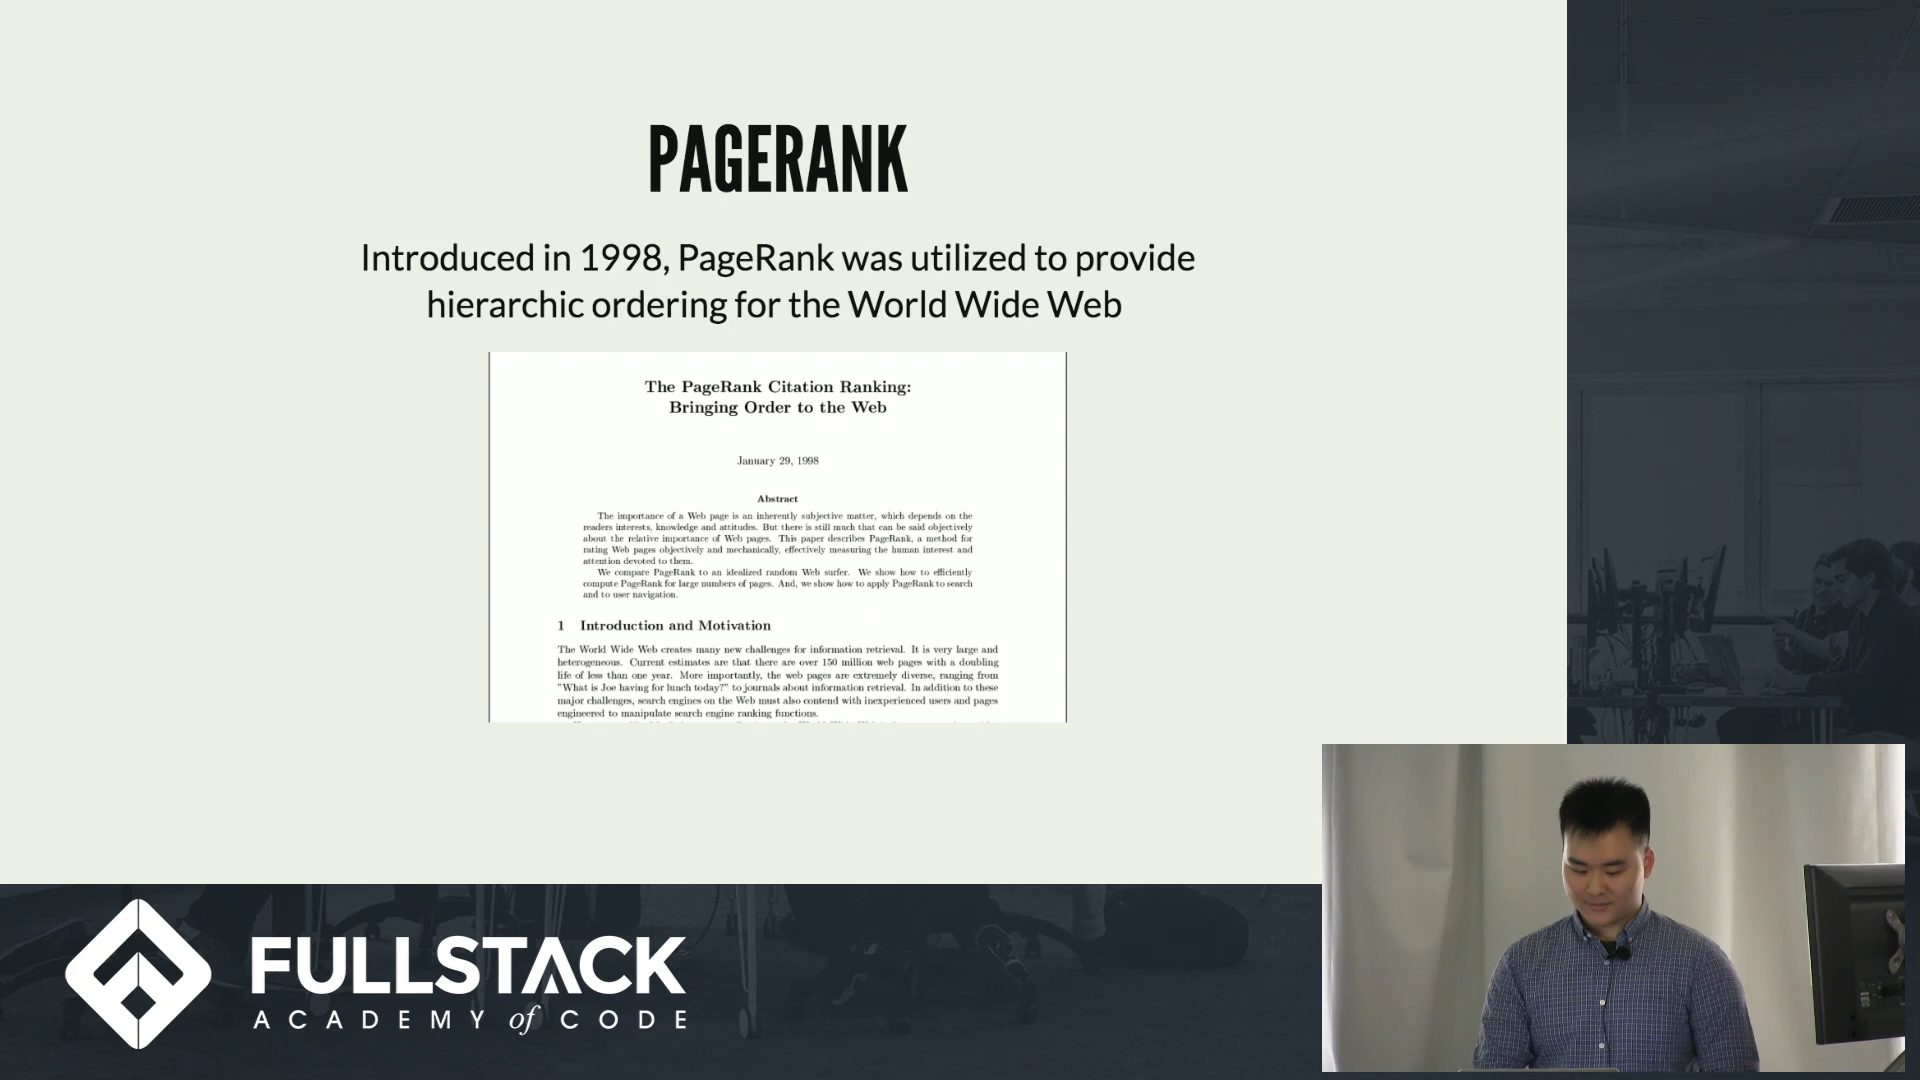 PAGERANK
Introduced in 1998, PageRank was utilized to provide
hierarchic ordering for the World Wide Web
The PageRank Citation Ranking:
Bringing Order to the Web
January 29, 1998
Abstract
The importance of a Web page is an inherently subjective matter, which depends on the
readers interests, knowledge and attitudes. But there is still much that can be said objectively
about the relative importance of Web pages. This paper describes PageRank, a method for
rating Web pages objectively and mechanically, effectively measuring the human interest and
attention devoted to them.
We compare PageRank to an idealized random Web surfer. We show how to efficiently
compute PageRank for large numbers of pages. And, we show how to apply PageRank to search
and to user navigation.
1 Introduction and Motivation
The World Wide Web creates many new challenges for information retrieval. It is very large and
heterogeneous. Current estimates are that there are over 150 million web pages with a doubling
life of less than one year. More importantly, the web pages are extremely diverse, ranging from
"What is Joe having for lunch today?" to journals about information retrieval. In addition to these
major challenges, search engines on the Web must also contend with inexperienced users and pages
engineered to manipulate search engine ranking functions.
FULLSTACK
ACADEMY of CODE